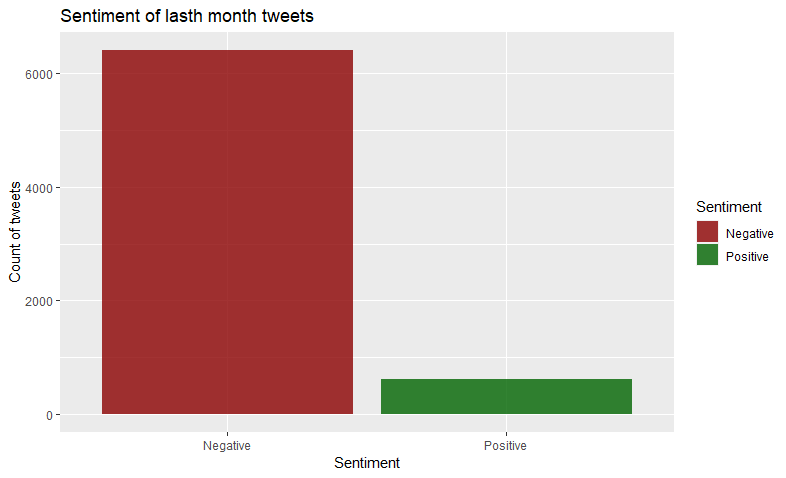 Sentiment of lasth month tweets
Count of tweets
6000
4000
2000
0
Negative
Positive
Sentiment
Sentiment
Negative
Positive